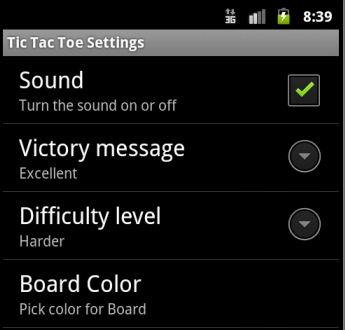 3G 8:39
Tic Tac Toe Settings
Sound
Turn the sound on or off
Victory message
Excellent
Difficulty level
Harder
Board Color
Pick color for Board